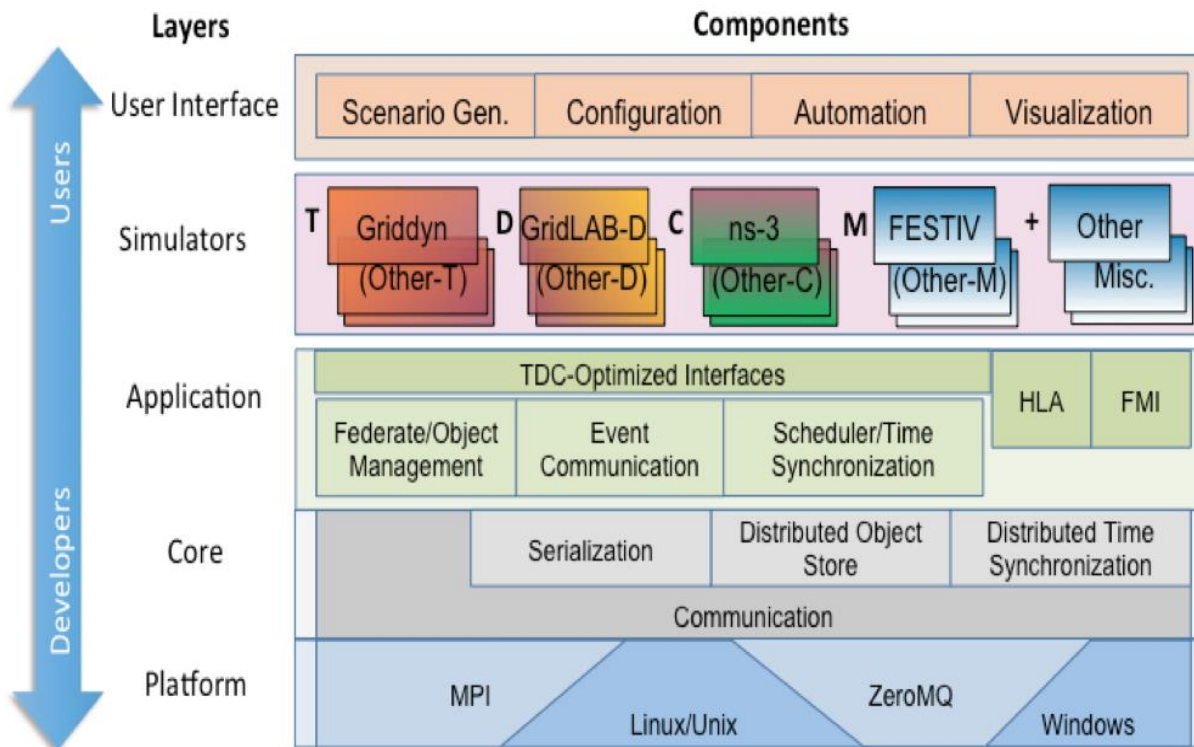 Layers
Components
Users
Developers
User Interface
Scenario Gen.
Configuration
Automation
Visualization
Simulators
T
Griddyn
(Other-T)
D
GridLAB-D
(Other-D)
C
ns-3
(Other-C)
M
FESTIV
(Other-M)
+
Other
Misc.
Application
TDC-Optimized Interfaces
HLA
FMI
Federate/Object
Management
Event
Communication
Scheduler/Time
Synchronization
Core
Serialization
Distributed Object
Store
Distributed Time
Synchronization
Communication
Platform
MPI
Linux/Unix
ZeroMQ
Windows